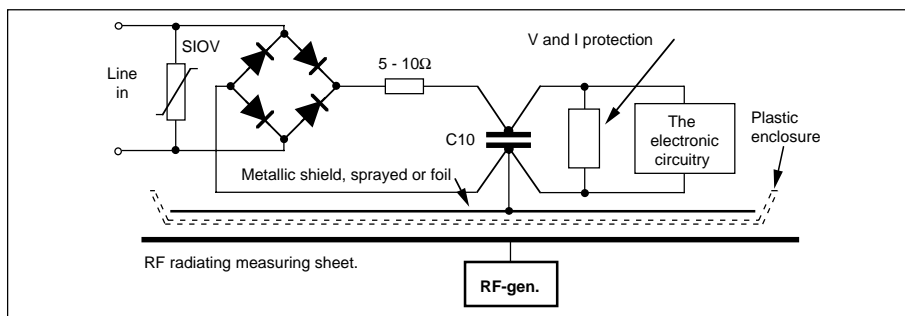 SIOV
Line
in
5 - 10Ω
V and I protection
C10
The
electronic
circuitry
Plastic
enclosure
Metallic shield, sprayed or foil
RF radiating measuring sheet.
RF-gen.